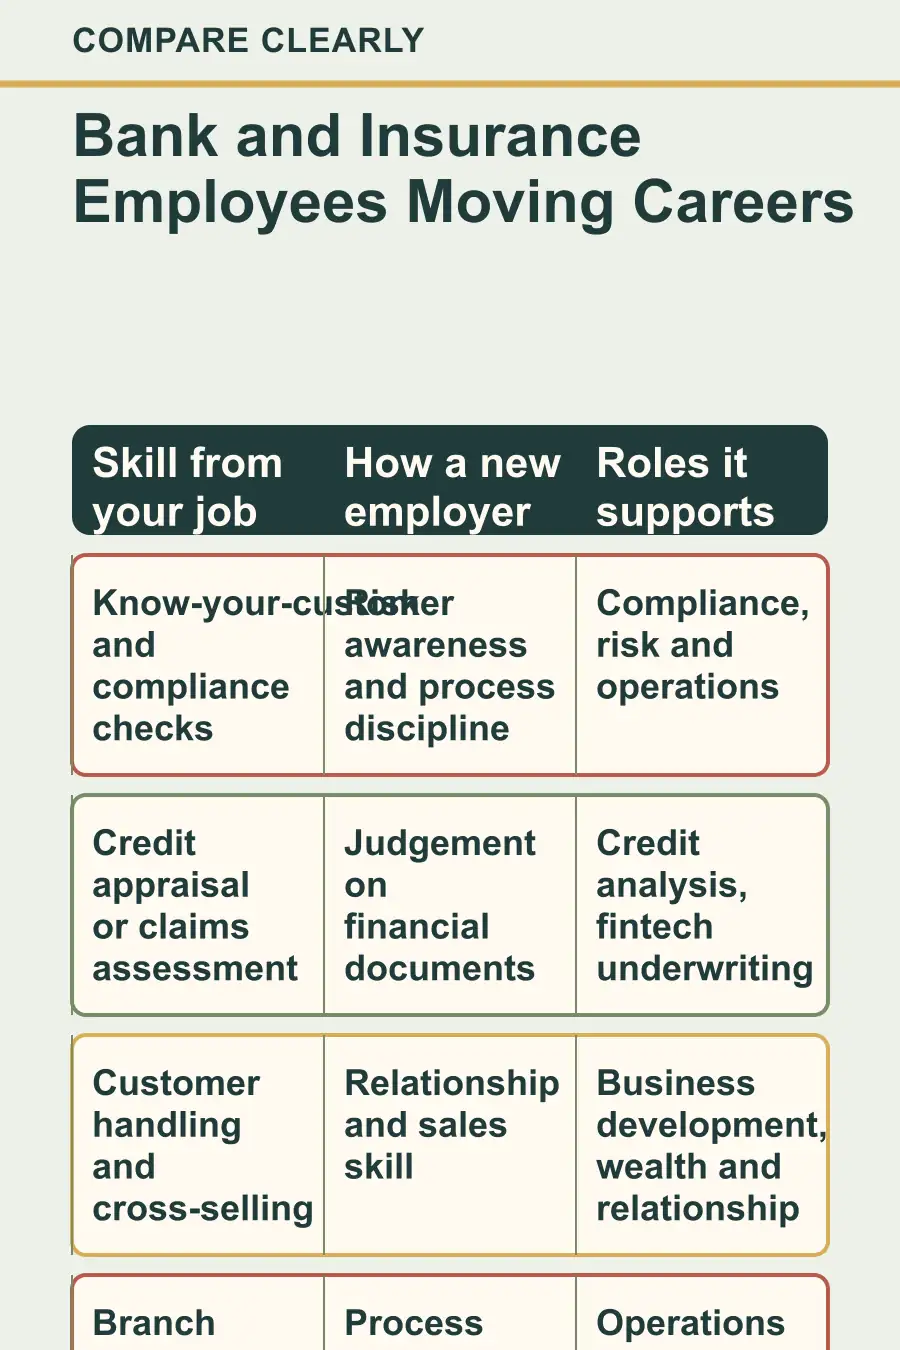 COMPARE CLEARLY
Bank and Insurance
Employees Moving Careers
Skill from
your job
How a new
employer
Roles it
supports
Know-your-customer
and
compliance
checks
Risk
awareness
and process
discipline
Compliance,
risk and
operations
Credit
appraisal
or claims
assessment
Judgement
on
financial
documents
Credit
analysis,
fintech
underwriting
Customer
handling
and
cross-selling
Relationship
and sales
skill
Business
development,
wealth and
relationship
Branch
Process
Operations